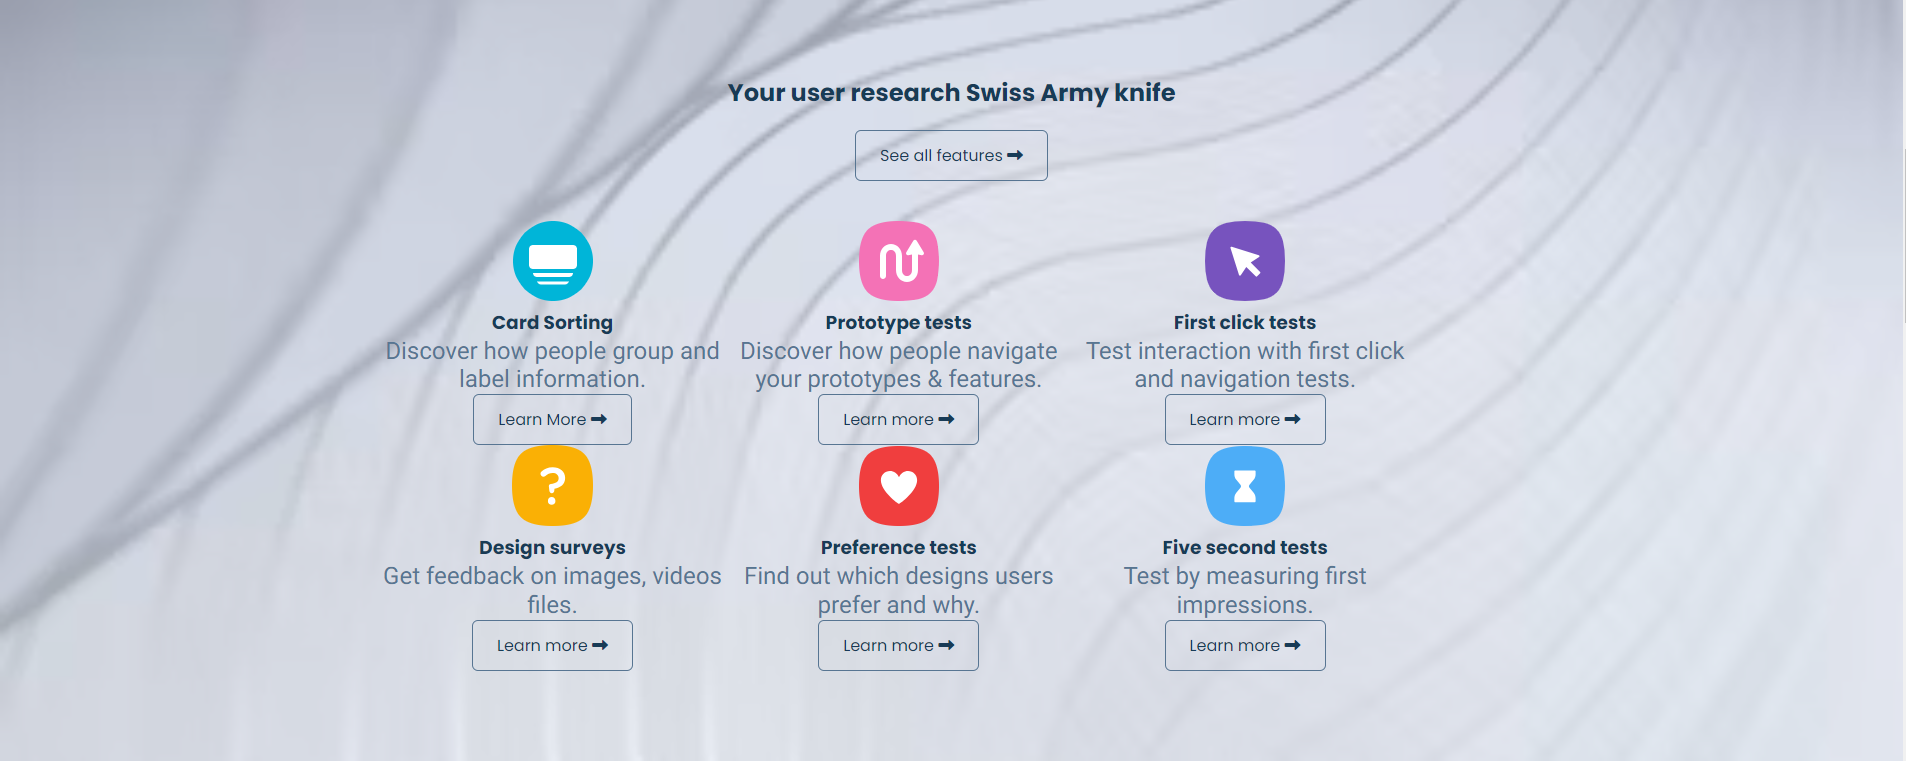 Your user research Swiss Army knife
See all features
Card Sorting
Discover how people group and
label information.
Learn More
Prototype tests
Discover how people navigate
your prototypes & features.
Learn more
First click tests
Test interaction with first click
and navigation tests.
Learn more
Design surveys
Get feedback on images, videos
files.
Learn more
Preference tests
Find out which designs users
prefer and why.
Learn more
Five second tests
Test by measuring first
impressions.
Learn more